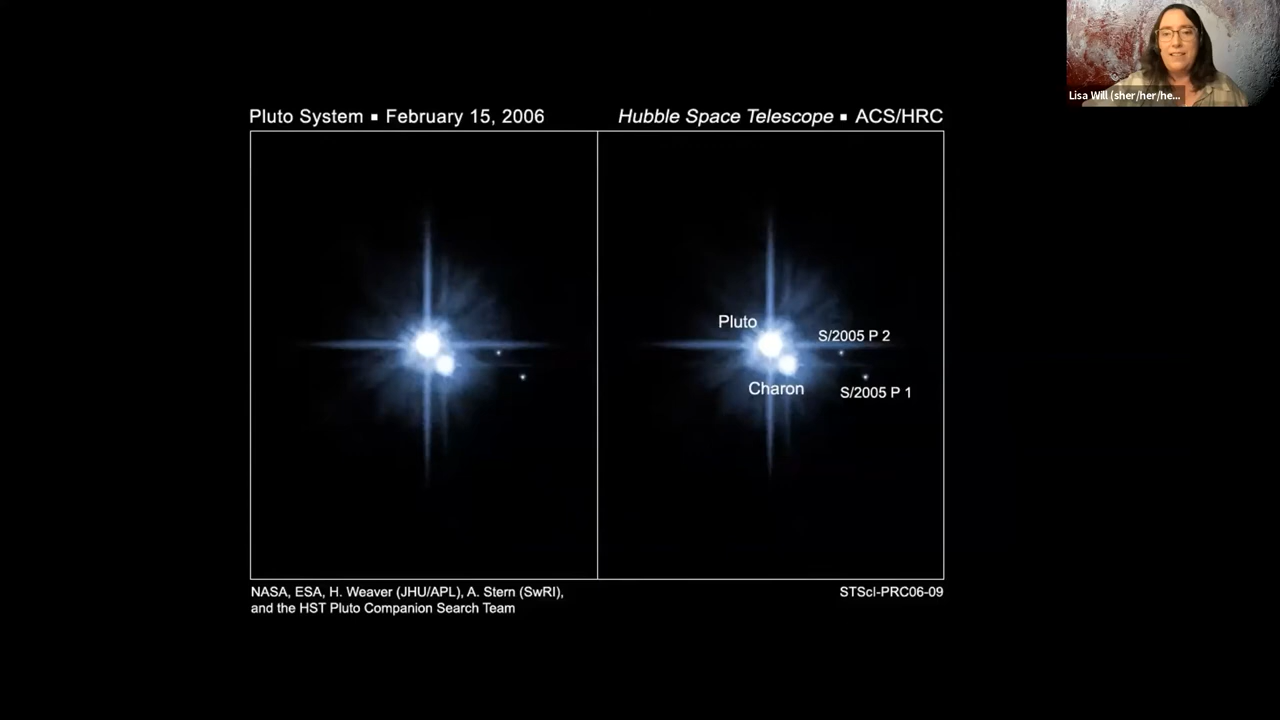 Lisa Will (sher/her/he...
Pluto System ▪ February 15, 2006
Hubble Space Telescope ▪ ACS/HRC
Pluto
S/2005 P 2
Charon
S/2005 P 1
NASA, ESA, H. Weaver (JHU/APL), A. Stern (SwRI),
and the HST Pluto Companion Search Team
STScI-PRC06-09